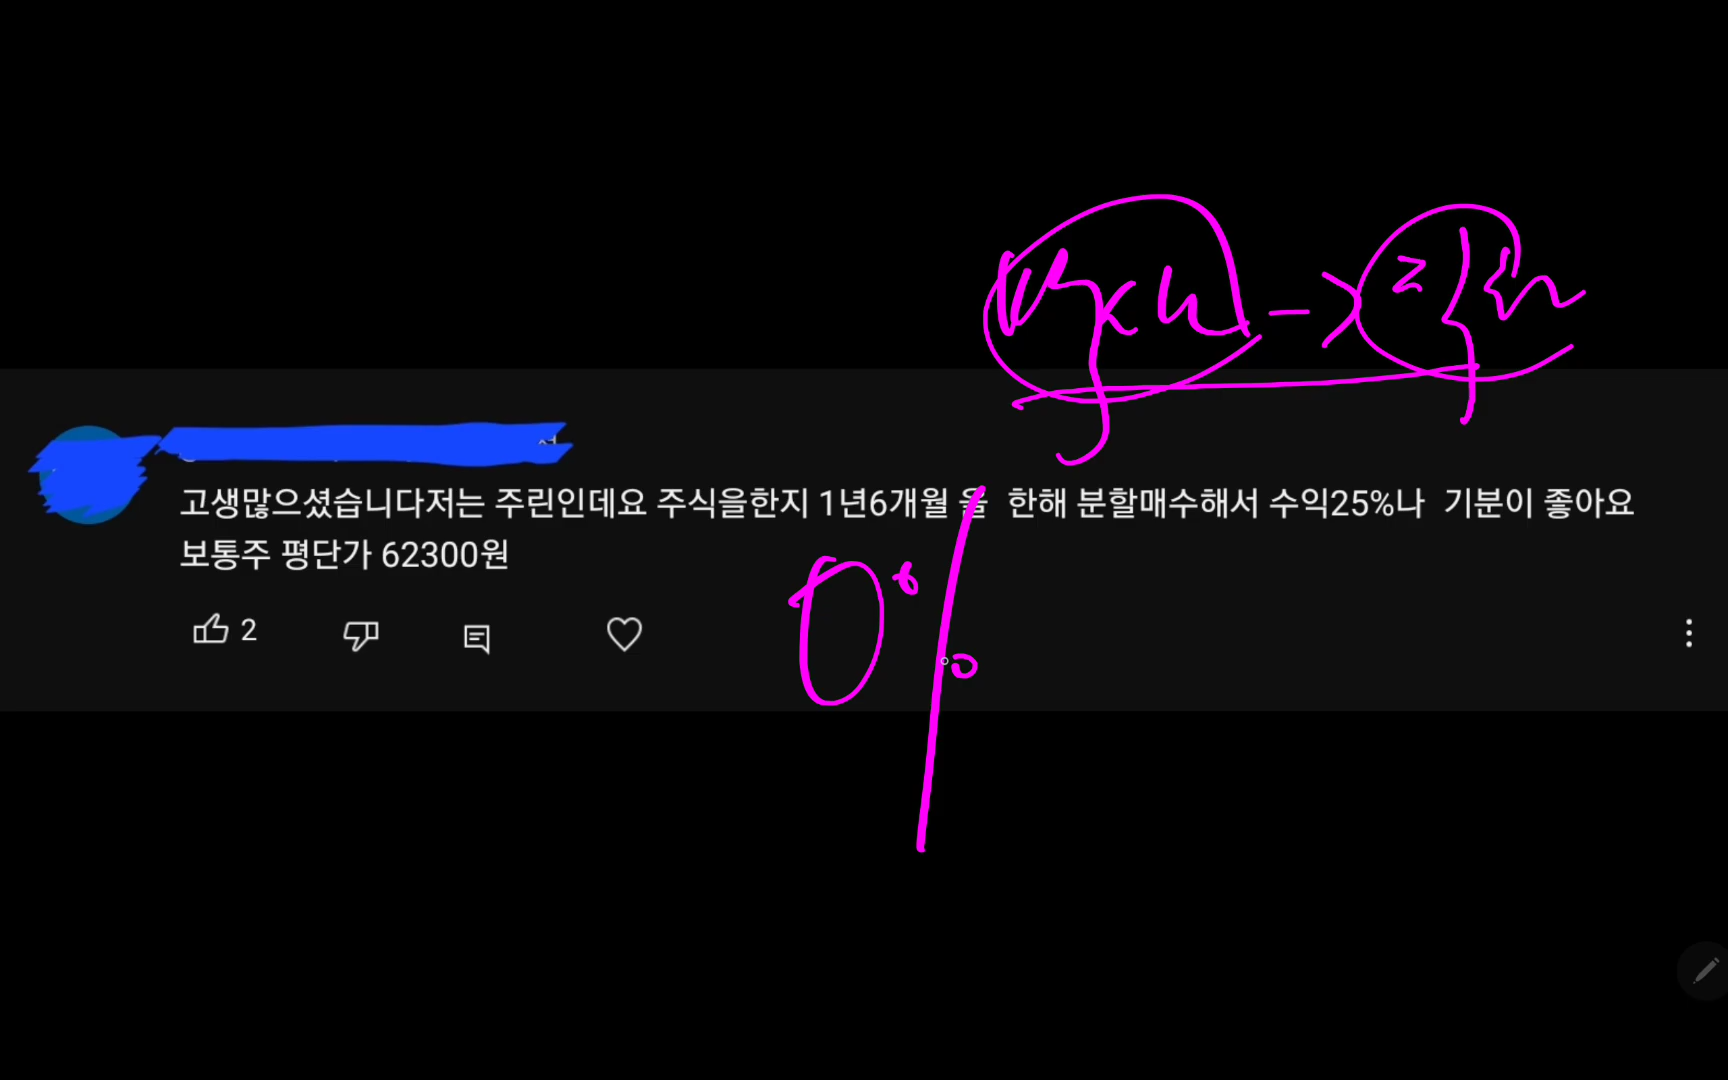 고생많으셨습니다저는 주린인데요 주식을한지 1년6개월 을 한해 분할매수해서 수익25%나 기분이 좋아요
보통주 평단가 62300원
2
0%